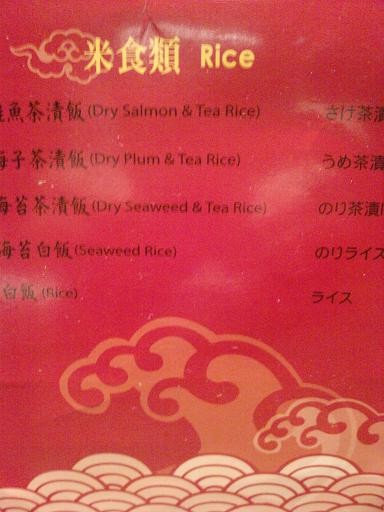 米食類 Rice
魚茶漬飯(Dry Salmon & Tea Rice) さけ茶漬
梅子茶漬飯(Dry Plum & Tea Rice) うめ茶漬
海苔茶漬飯(Dry Seaweed & Tea Rice) のり茶漬
海苔白飯(Seaweed Rice) のりライス
白飯(Rice) ライス